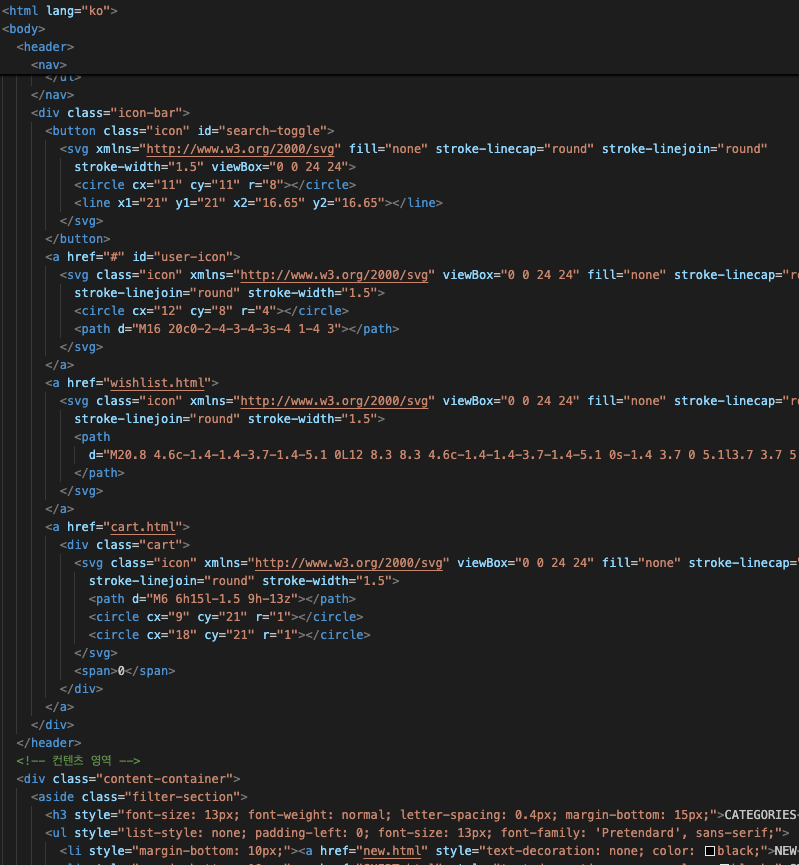 <html lang="ko">
<body>
<header>
<nav>
</ul>
</nav>
<div class="icon-bar">
<button class="icon" id="search-toggle">
<svg xmlns="http://www.w3.org/2000/svg" fill="none" stroke-linecap="round" stroke-linejoin="round"
stroke-width="1.5" viewBox="0 0 24 24">
<circle cx="11" cy="11" r="8"></circle>
<line x1="21" y1="21" x2="16.65" y2="16.65"></line>
</svg>
</button>
<a href="#" id="user-icon">
<svg class="icon" xmlns="http://www.w3.org/2000/svg" viewBox="0 0 24 24" fill="none" stroke-linecap="ro
stroke-linejoin="round" stroke-width="1.5">
<circle cx="12" cy="8" r="4"></circle>
<path d="M16 20c0-2-4-3-4-3s-4 1-4 3"></path>
</svg>
</a>
<a href="wishlist.html">
<svg class="icon" xmlns="http://www.w3.org/2000/svg" viewBox="0 0 24 24" fill="none" stroke-linecap="ro
stroke-linejoin="round" stroke-width="1.5">
<path
d="M20.8 4.6c-1.4-1.4-3.7-1.4-5.1 0L12 8.3 8.3 4.6c-1.4-1.4-3.7-1.4-5.1 0s-1.4 3.7 0 5.1l3.7 3.7 5
</path>
</svg>
</a>
<a href="cart.html">
<div class="cart">
<svg class="icon" xmlns="http://www.w3.org/2000/svg" viewBox="0 0 24 24" fill="none" stroke-linecap="
stroke-linejoin="round" stroke-width="1.5">
<path d="M6 6h15l-1.5 9h-13z"></path>
<circle cx="9" cy="21" r="1"></circle>
<circle cx="18" cy="21" r="1"></circle>
</svg>
<span>0</span>
</div>
</a>
</div>
</header>
<!-- 컨텐츠 영역 -->
<div class="content-container">
<aside class="filter-section">
<h3 style="font-size: 13px; font-weight: normal; letter-spacing: 0.4px; margin-bottom: 15px;">CATEGORIES<
<ul style="list-style: none; padding-left: 0; font-size: 13px; font-family: 'Pretendard', sans-serif;">
<li style="margin-bottom: 10px;"><a href="new.html" style="text-decoration: none; color: black;">NEW